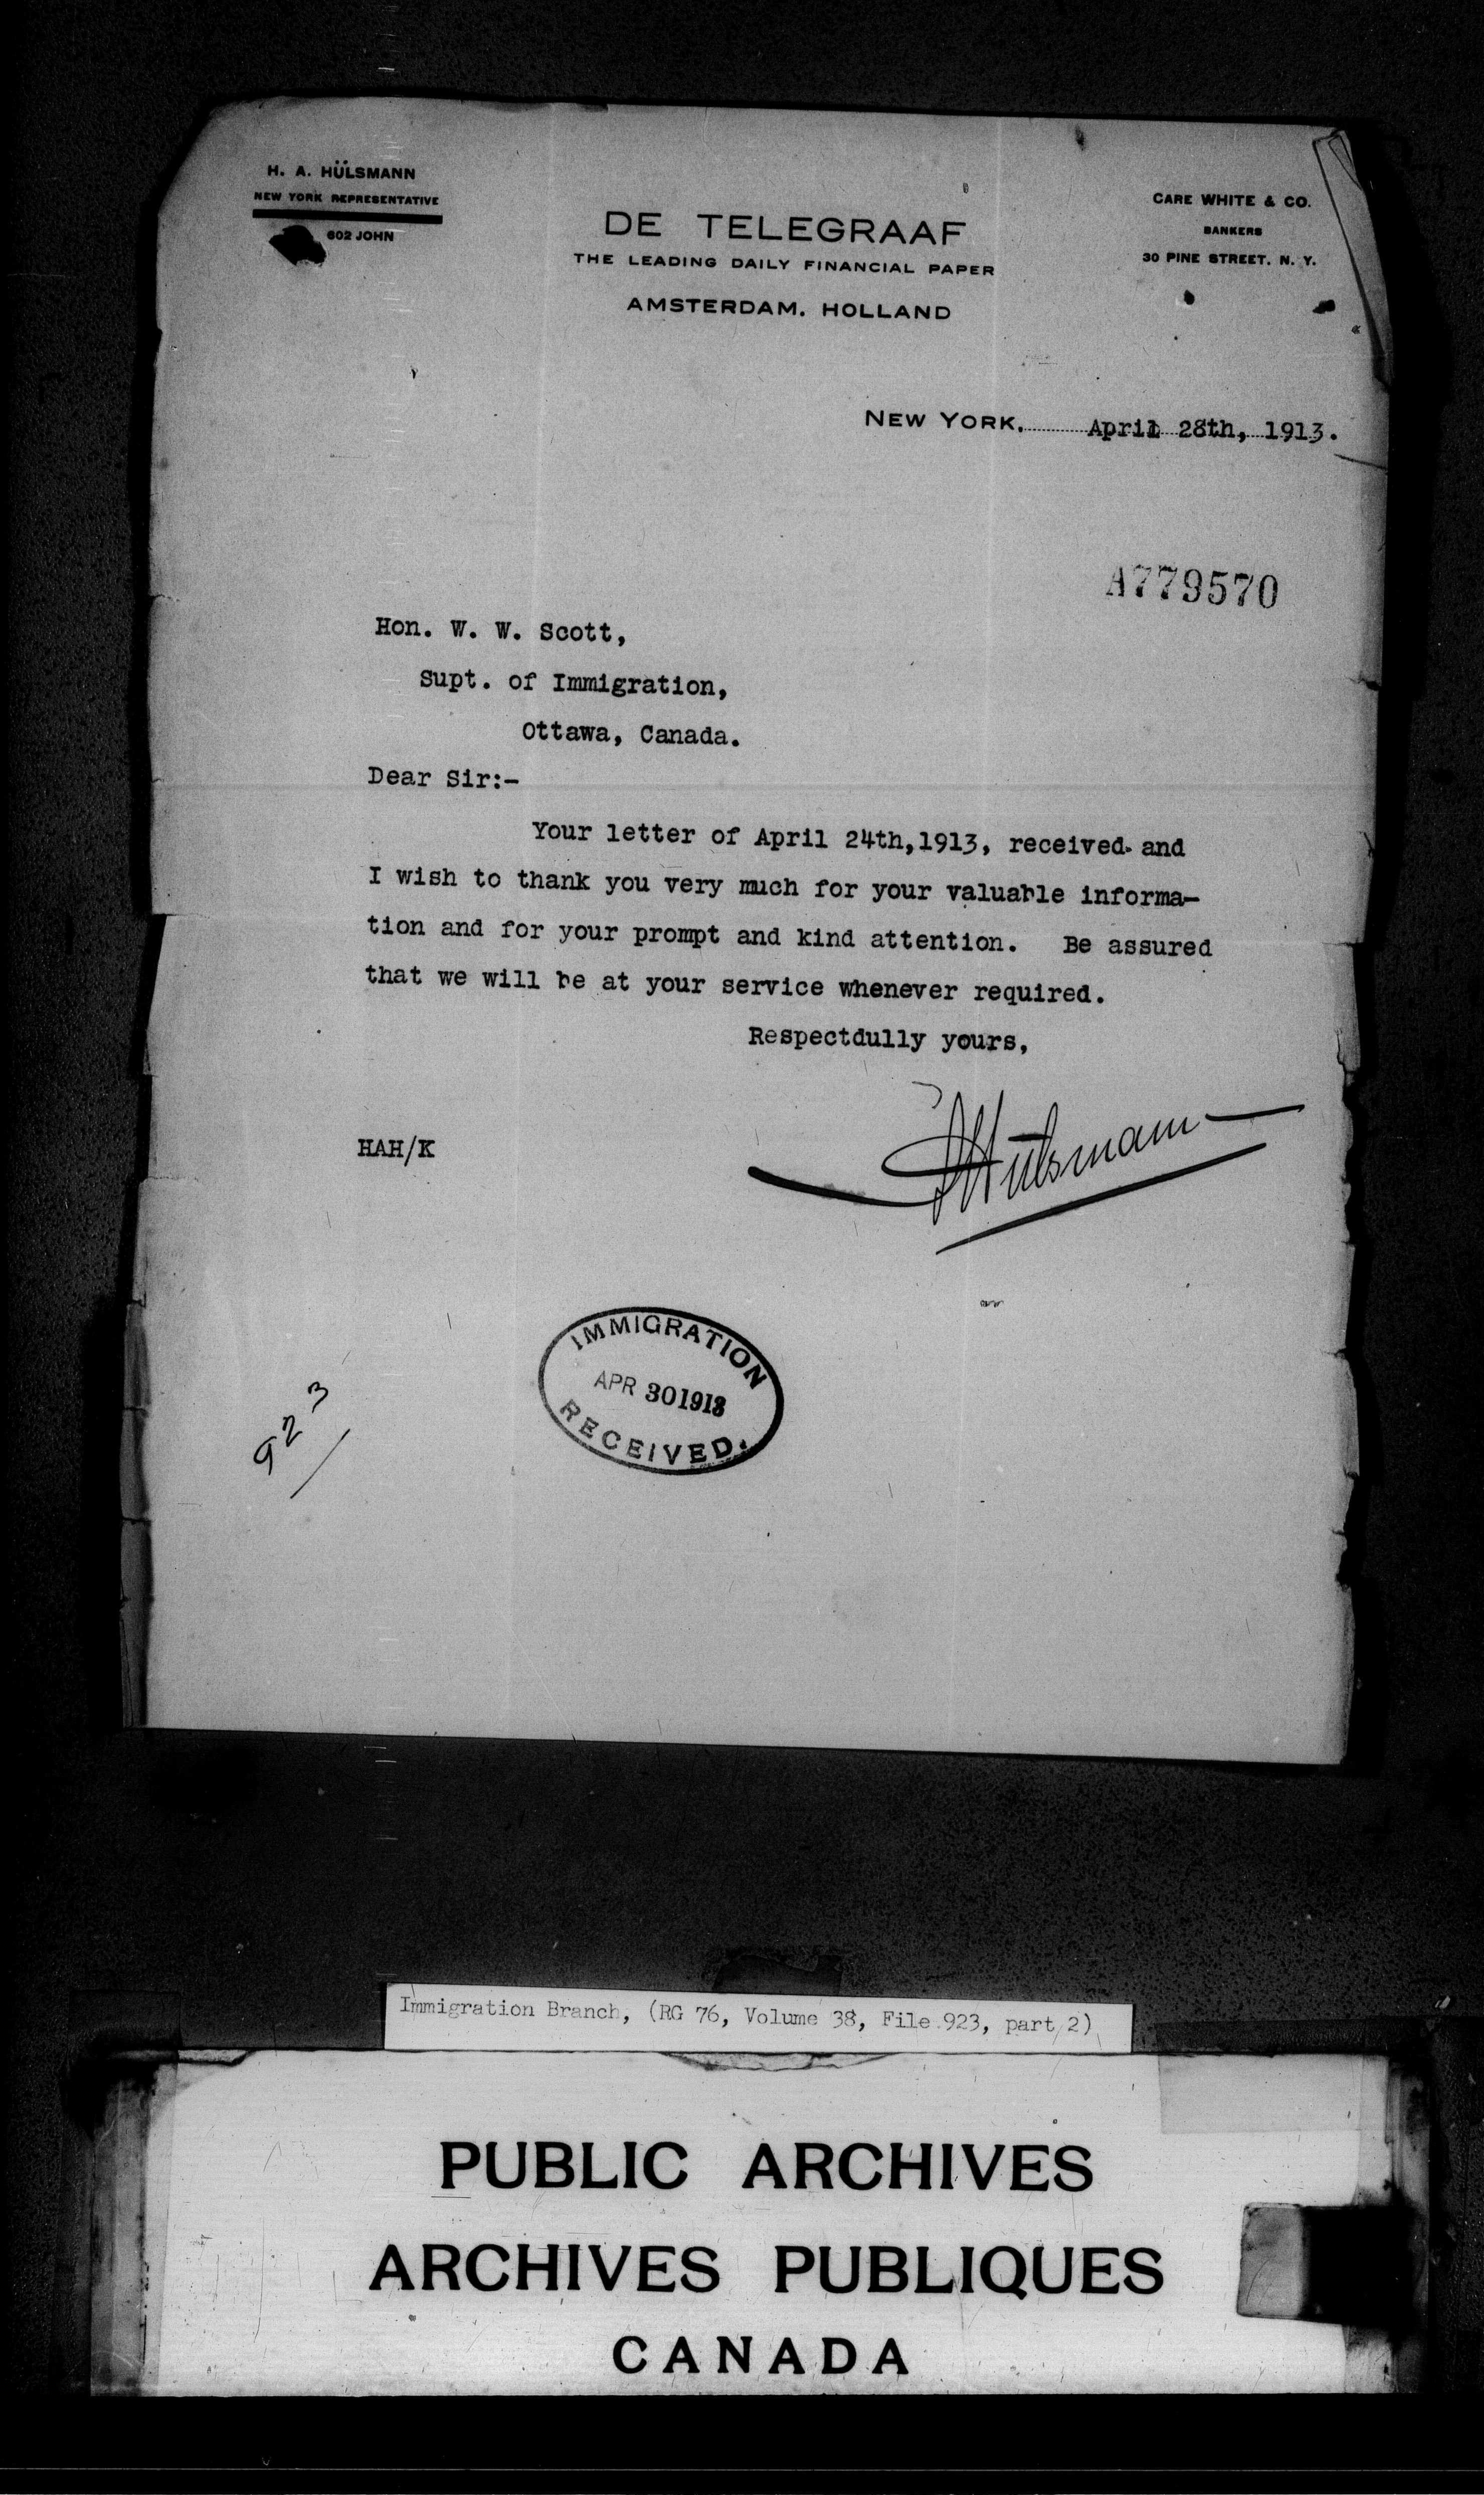 H. A. HÜLSMANN
NEW YORK REPRESENTATIVE
602 JOHN
DE TELEGRAAF
THE LEADING DAILY FINANCIAL PAPER
AMSTERDAM. HOLLAND
CARE WHITE & CO.
BANKERS
30 PINE STREET. N. Y.
NEW YORK, April 28th, 1913.
A779570
Hon. W. W. Scott,
Supt. of Immigration,
Ottawa, Canada.
Dear Sir:-
Your letter of April 24th,1913, received and
I wish to thank you very much for your valuable informa-
tion and for your prompt and kind attention. Be assured
that we will be at your service whenever required.
Respectdully yours,
HAHülsmann
HAH/K
IMMIGRATION
APR 30 1913
RECEIVED.
923
Immigration Branch, (RG 76, Volume 38, File 923, part 2)
PUBLIC ARCHIVES
ARCHIVES PUBLIQUES
CANADA